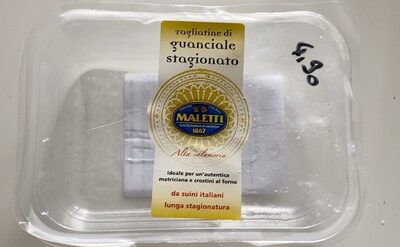 Tagliatine di
guanciale
stagionato
4,90
MALETTI
1867
Alta salumeria
ideale per un'autentica
matriciana e crostini al forno
da suini italiani
lunga stagionatura